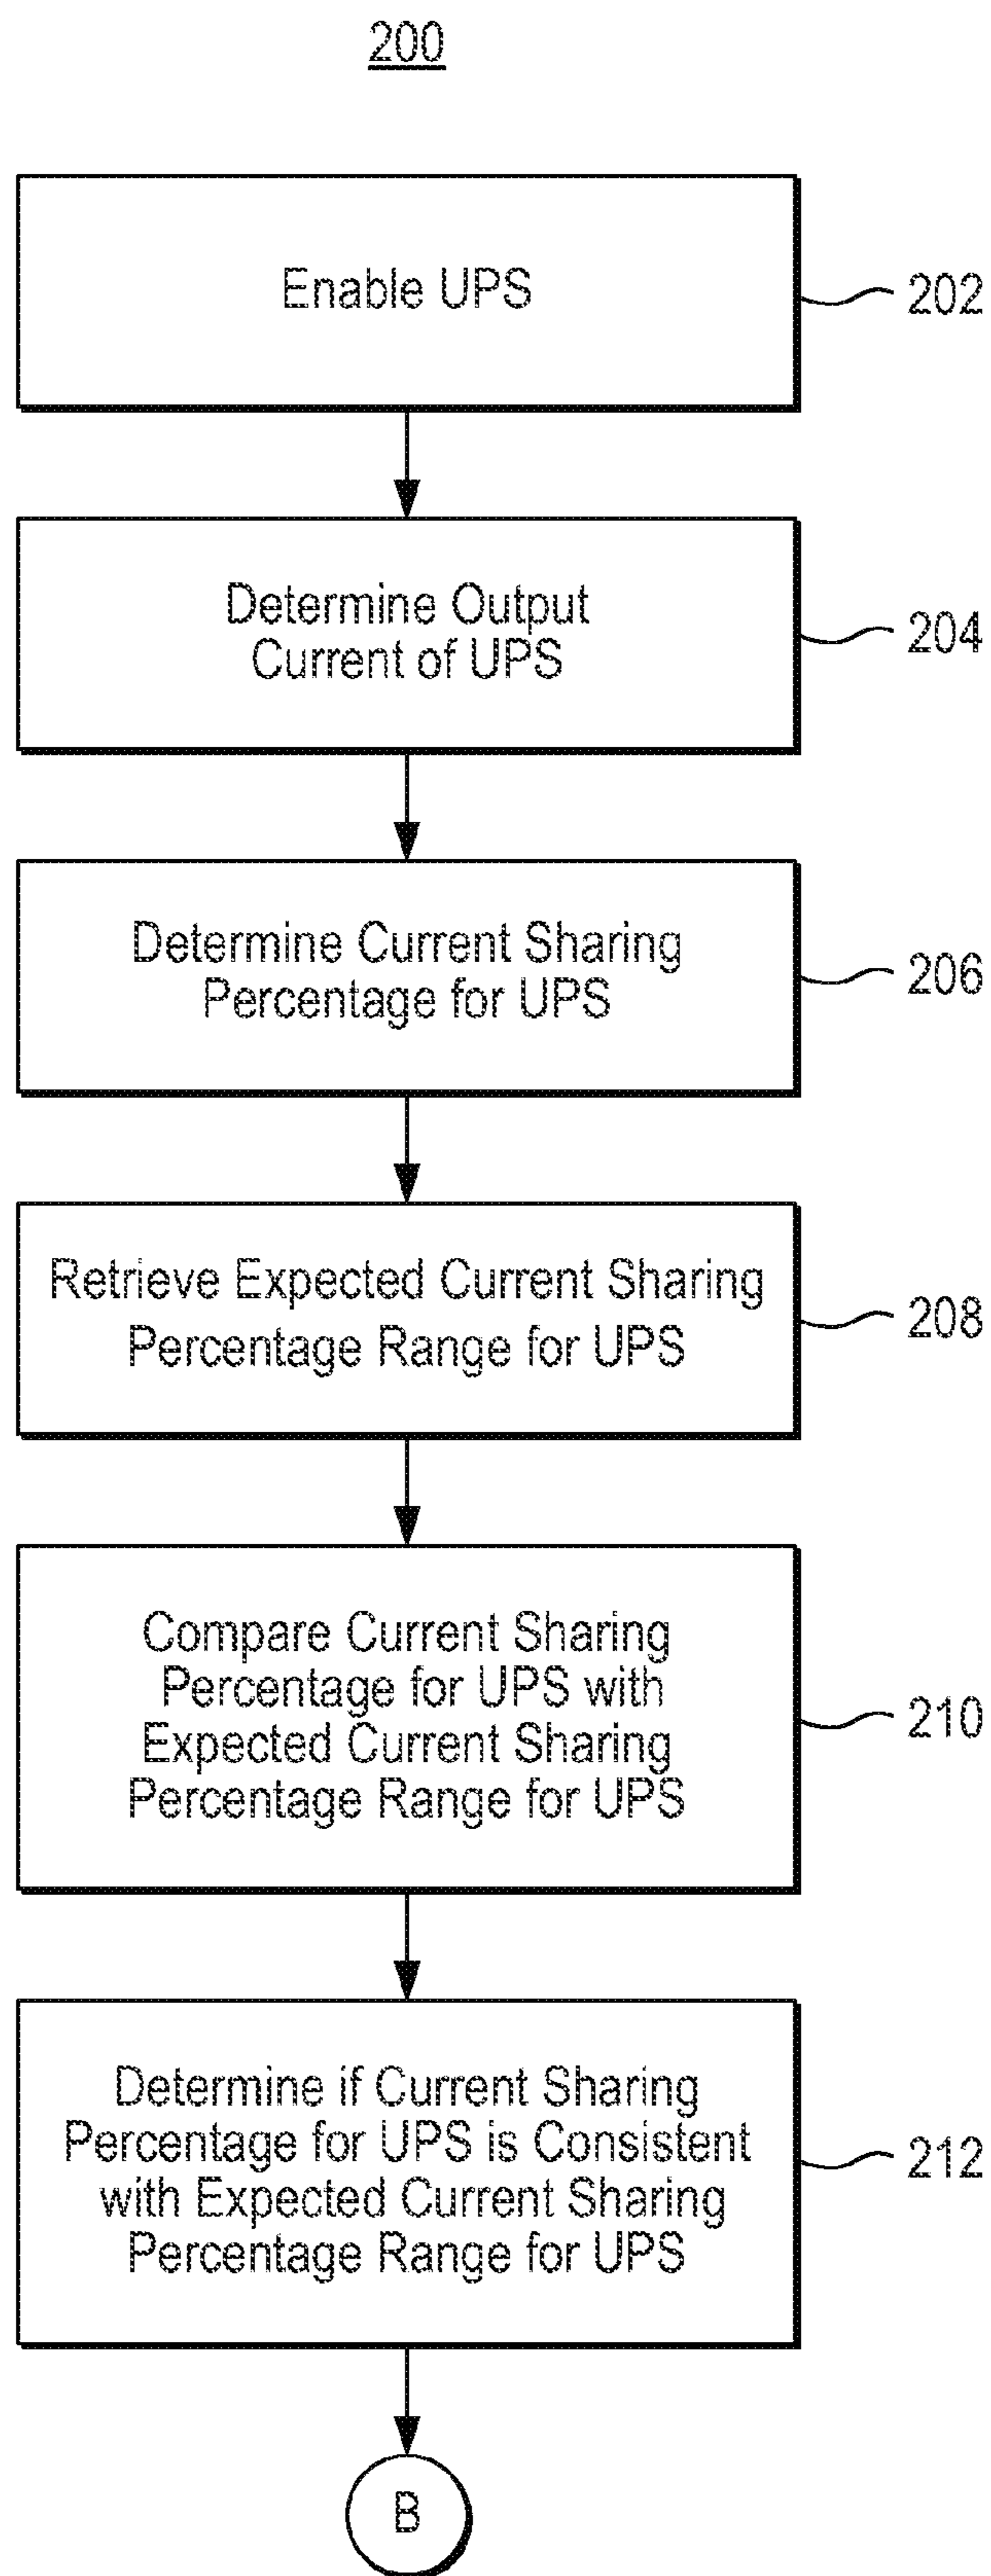 200
Enable UPS
202
Determine Output
Current of UPS
204
Determine Current Sharing
Percentage for UPS
206
Retrieve Expected Current Sharing
Percentage Range for UPS
208
Compare Current Sharing
Percentage for UPS with
Expected Current Sharing
Percentage Range for UPS
210
Determine if Current Sharing
Percentage for UPS is Consistent
with Expected Current Sharing
Percentage Range for UPS
212
B